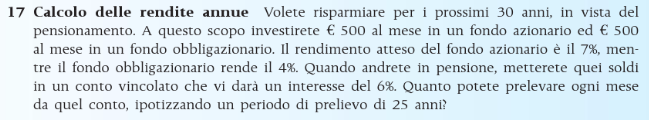 17 Calcolo delle rendite annue Volete risparmiare per i prossimi 30 anni, in vista del
pensionamento. A questo scopo investirete € 500 al mese in un fondo azionario ed € 500
al mese in un fondo obbligazionario. Il rendimento atteso del fondo azionario è il 7%, men-
tre il fondo obbligazionario rende il 4%. Quando andrete in pensione, metterete quei soldi
in un conto vincolato che vi darà un interesse del 6%. Quanto potete prelevare ogni mese
da quel conto, ipotizzando un periodo di prelievo di 25 anni?